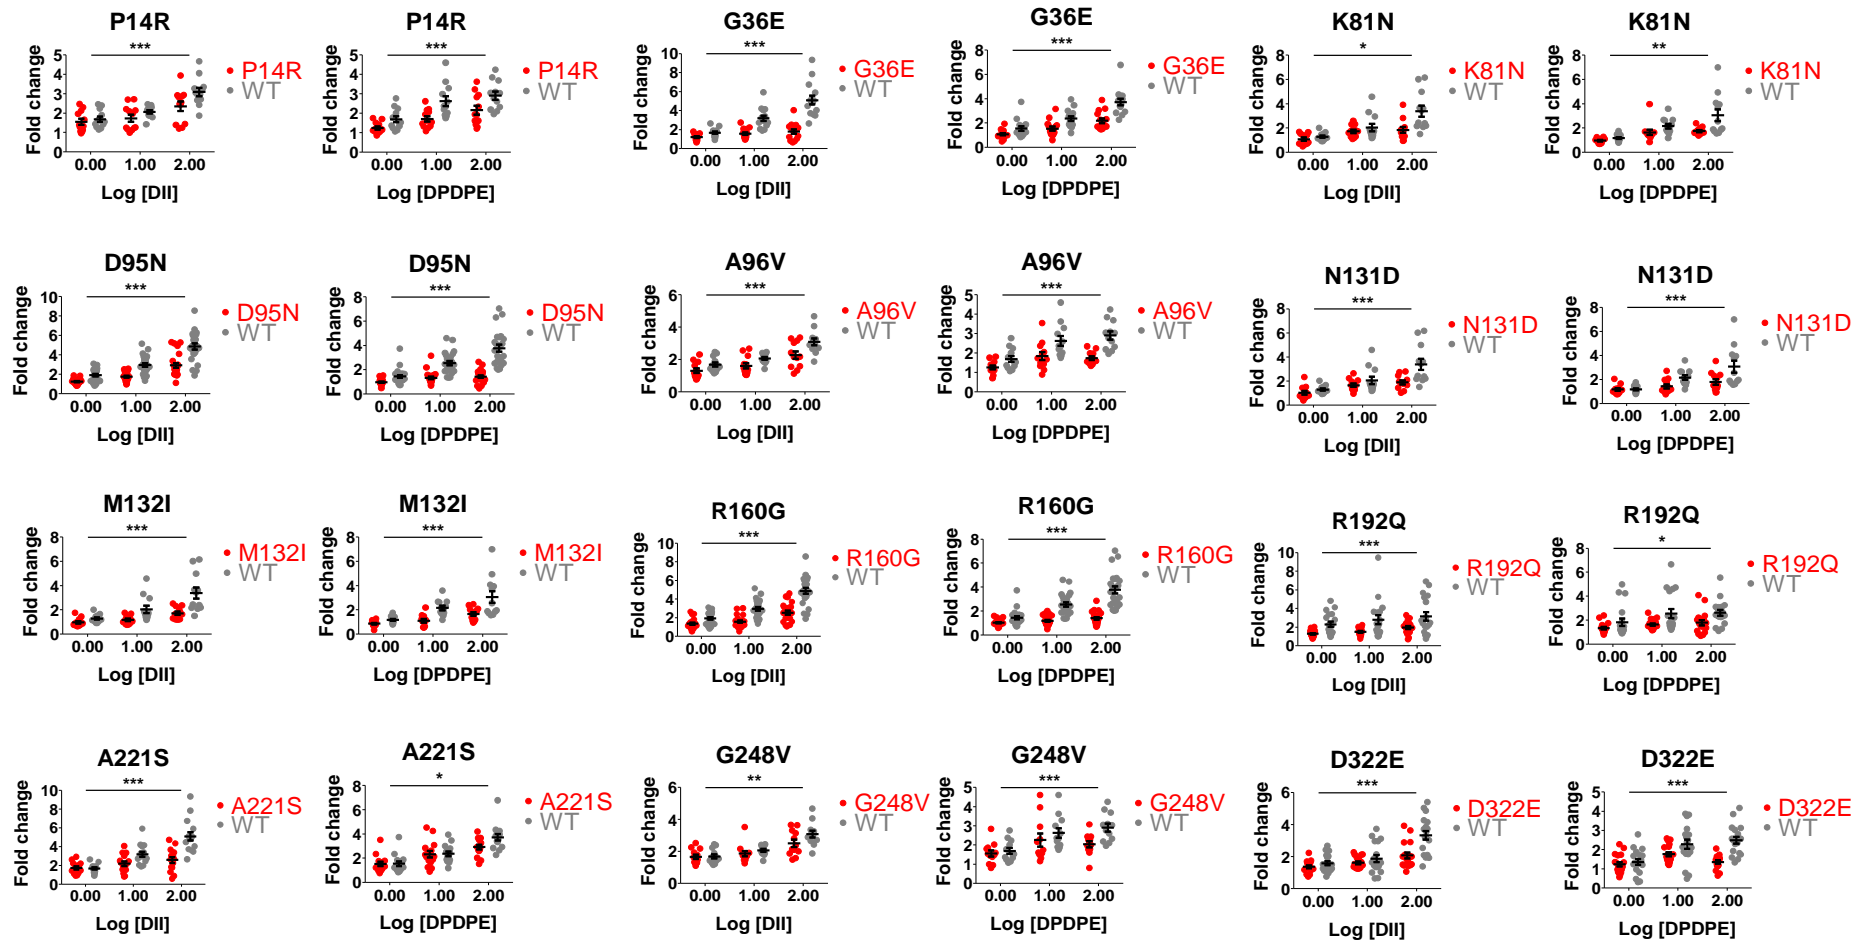 P14R
***
5
4
3
2
1
0
Fold change
0.00 1.00 2.00
Log [DII]
P14R
WT
P14R
***
5
4
3
2
1
0
Fold change
0.00 1.00 2.00
Log [DPDPE]
P14R
WT
G36E
***
10
8
6
4
2
0
Fold change
0.00 1.00 2.00
Log [DII]
G36E
WT
G36E
***
8
6
4
2
0
Fold change
0.00 1.00 2.00
Log [DPDPE]
G36E
WT
K81N
*
8
6
4
2
0
Fold change
0.00 1.00 2.00
Log [DII]
K81N
WT
K81N
**
8
6
4
2
0
Fold change
0.00 1.00 2.00
Log [DPDPE]
K81N
WT
D95N
***
10
8
6
4
2
0
Fold change
0.00 1.00 2.00
Log [DII]
D95N
WT
D95N
***
8
6
4
2
0
Fold change
0.00 1.00 2.00
Log [DPDPE]
D95N
WT
A96V
***
6
4
2
0
Fold change
0.00 1.00 2.00
Log [DII]
A96V
WT
A96V
***
5
4
3
2
1
0
Fold change
0.00 1.00 2.00
Log [DPDPE]
A96V
WT
N131D
***
8
6
4
2
0
Fold change
0.00 1.00 2.00
Log [DII]
N131D
WT
N131D
***
8
6
4
2
0
Fold change
0.00 1.00 2.00
Log [DPDPE]
N131D
WT
M132I
***
8
6
4
2
0
Fold change
0.00 1.00 2.00
Log [DII]
M132I
WT
M132I
***
8
6
4
2
0
Fold change
0.00 1.00 2.00
Log [DPDPE]
M132I
WT
R160G
***
10
8
6
4
2
0
Fold change
0.00 1.00 2.00
Log [DII]
R160G
WT
R160G
***
8
6
4
2
0
Fold change
0.00 1.00 2.00
Log [DPDPE]
R160G
WT
R192Q
***
10
8
6
4
2
0
Fold change
0.00 1.00 2.00
Log [DII]
R192Q
WT
R192Q
*
8
6
4
2
0
Fold change
0.00 1.00 2.00
Log [DPDPE]
R192Q
WT
A221S
***
10
8
6
4
2
0
Fold change
0.00 1.00 2.00
Log [DII]
A221S
WT
A221S
*
8
6
4
2
0
Fold change
0.00 1.00 2.00
Log [DPDPE]
A221S
WT
G248V
**
6
4
2
0
Fold change
0.00 1.00 2.00
Log [DII]
G248V
WT
G248V
***
5
4
3
2
1
0
Fold change
0.00 1.00 2.00
Log [DPDPE]
G248V
WT
D322E
***
6
4
2
0
Fold change
0.00 1.00 2.00
Log [DII]
D322E
WT
D322E
***
5
4
3
2
1
0
Fold change
0.00 1.00 2.00
Log [DPDPE]
D322E
WT